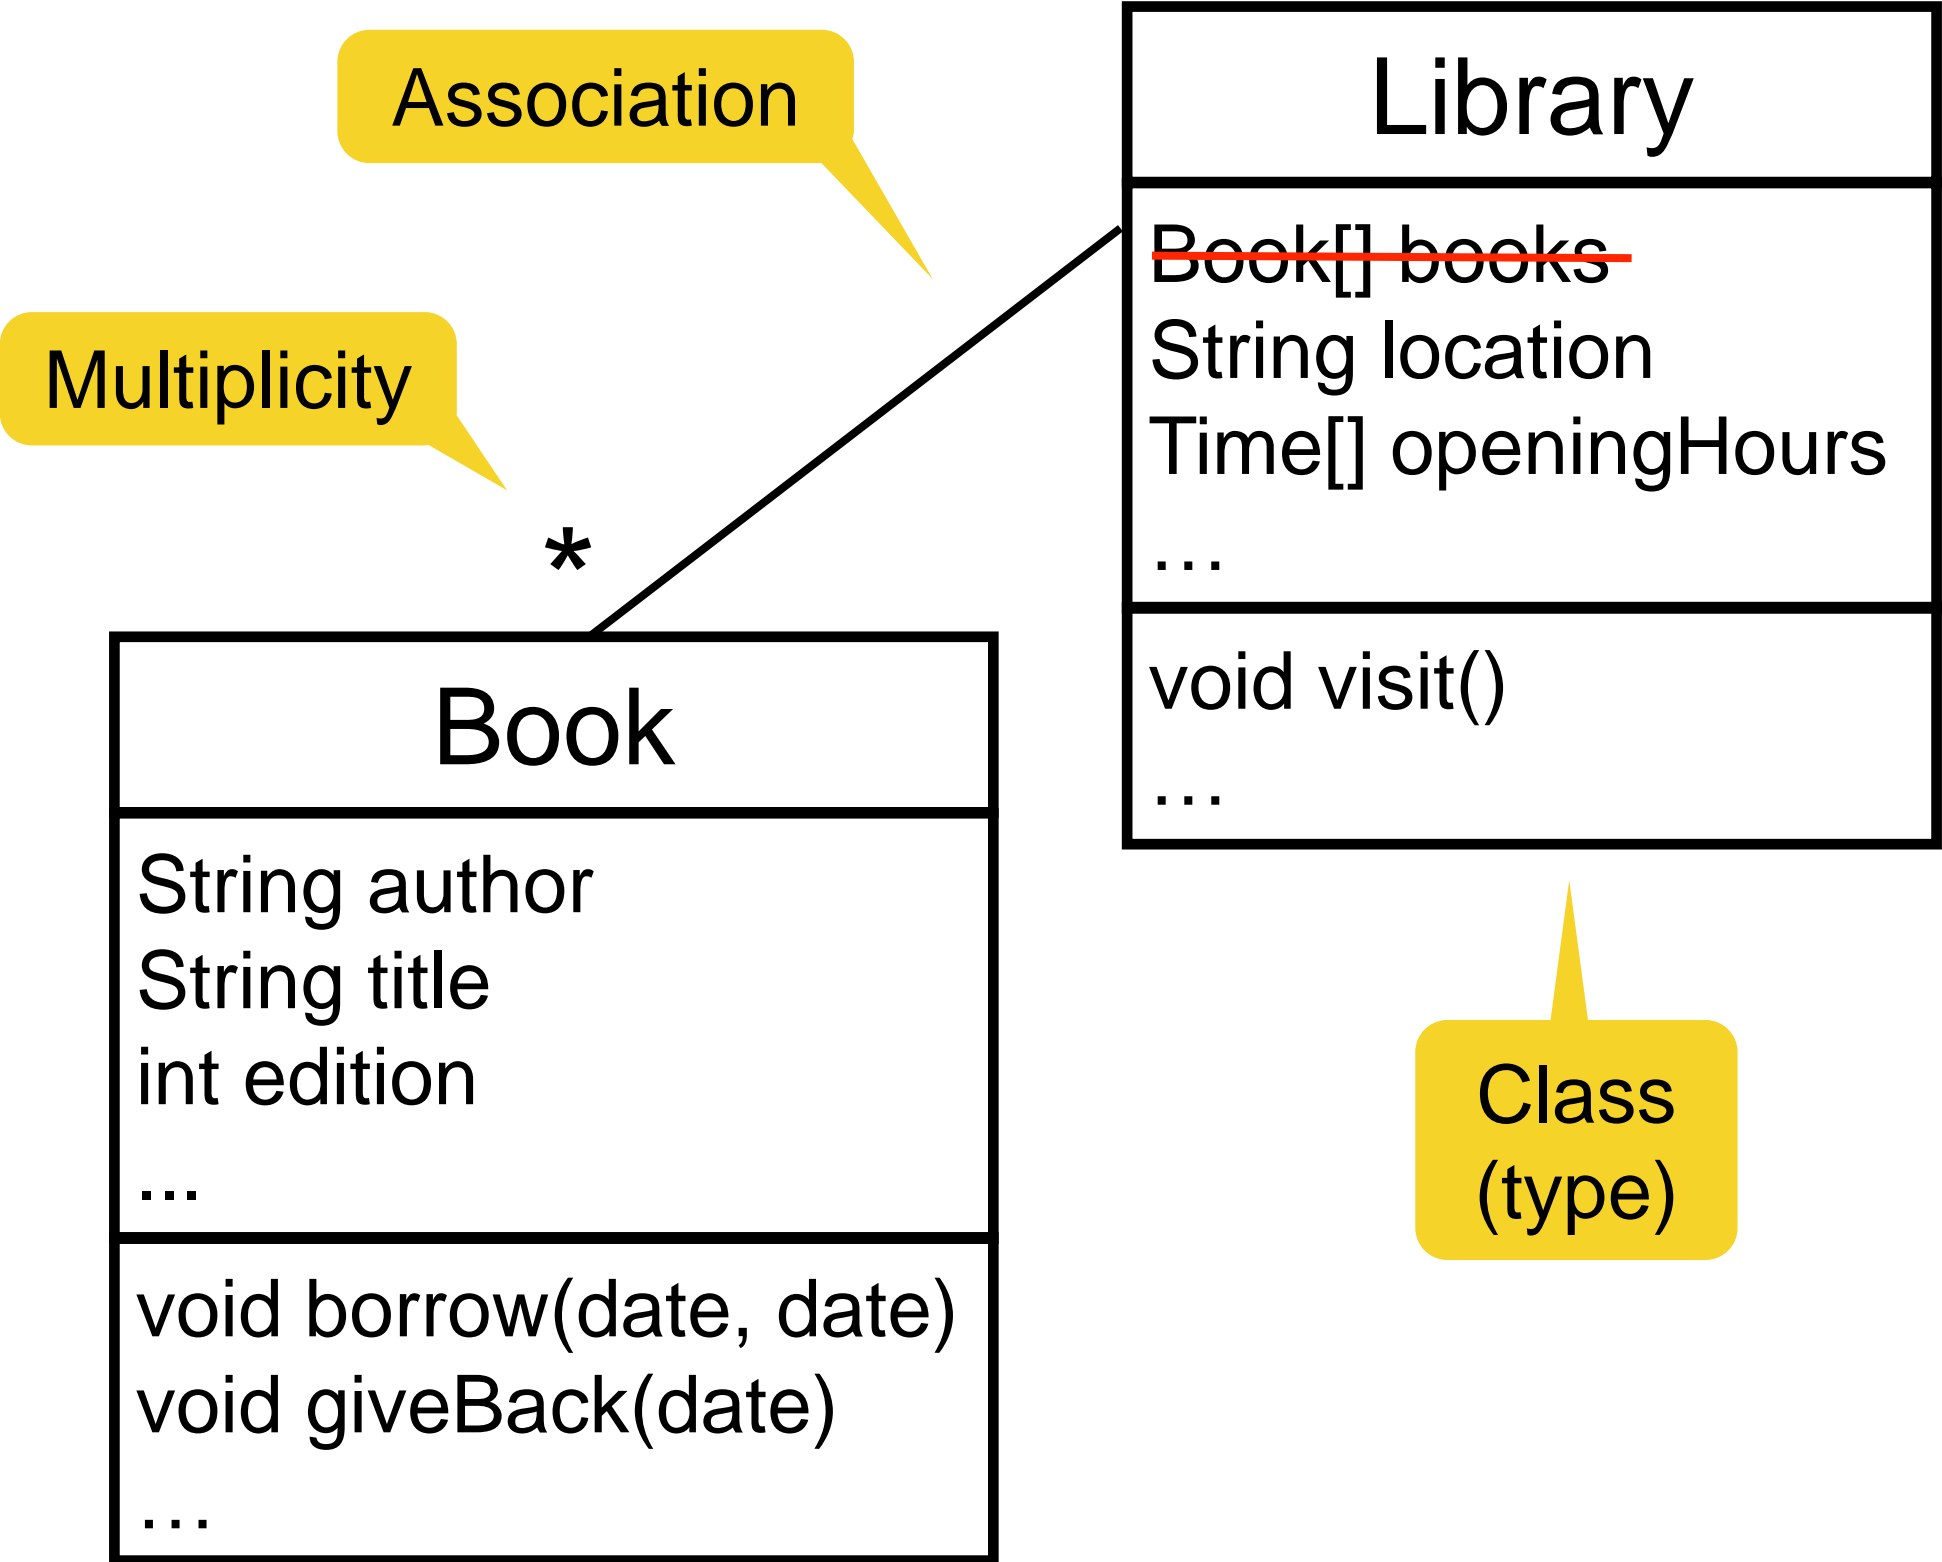 Association
Multiplicity
*
Library
Book[] books
String location
Time[] openingHours
…
void visit()
…
Book
String author
String title
int edition
...
void borrow(date, date)
void giveBack(date)
…
Class
(type)